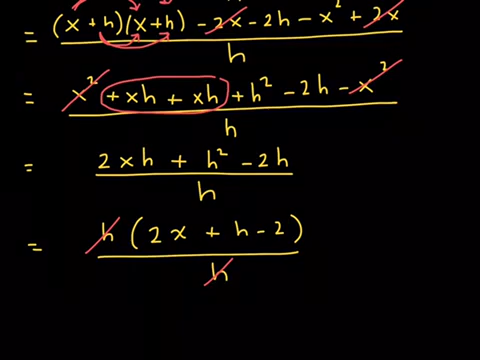 = ((x + h)(x + h) - 2x - 2h - x² + 2x) / h
= (x² + xh + xh + h² - 2h - x²) / h
= (2xh + h² - 2h) / h
= h(2x + h - 2) / h